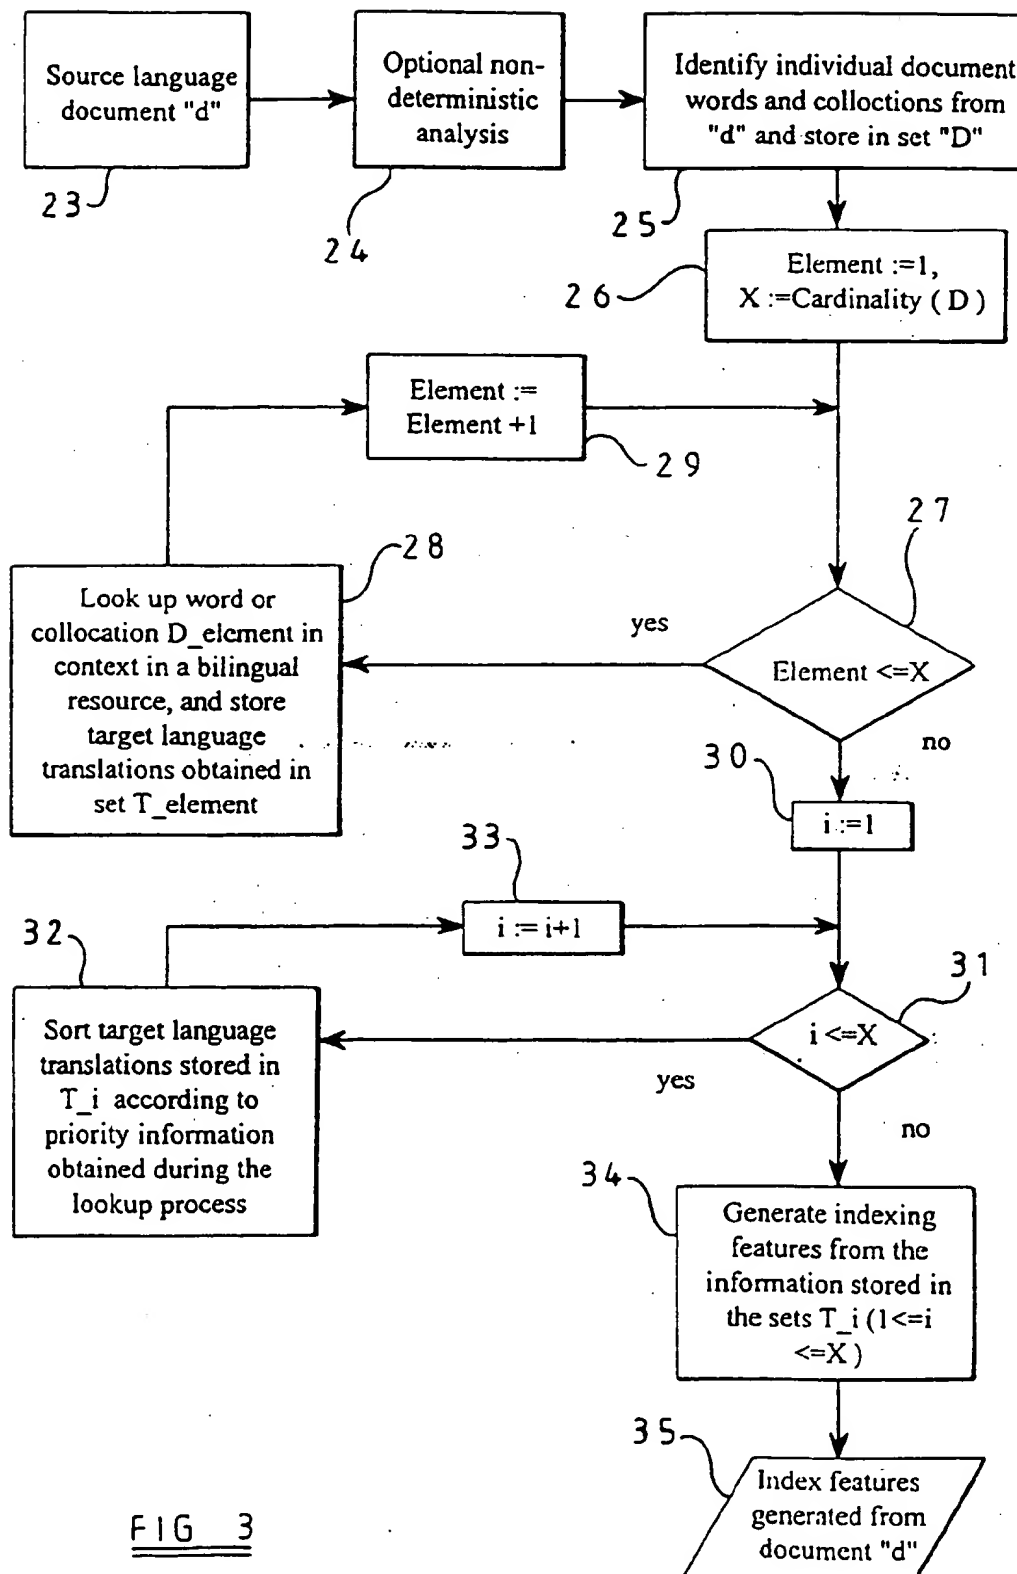 Source language
document "d"
Optional non-
deterministic
analysis
Identify individual document
words and colloctions from
"d" and store in set "D"
23
24
25
Element :=1,
X :=Cardinality ( D )
26
Element :=
Element +1
29
27
28
Look up word or
collocation D_element in
context in a bilingual
resource, and store
target language
translations obtained in
set T_element
yes
Element <=X
no
30
i :=1
33
i := i+1
32
31
Sort target language
translations stored in
T_i according to
priority information
obtained during the
lookup process
i <=X
yes
no
34
Generate indexing
features from the
information stored in
the sets T_i (1<=i
<=X )
35
Index features
generated from
document "d"
FIG 3